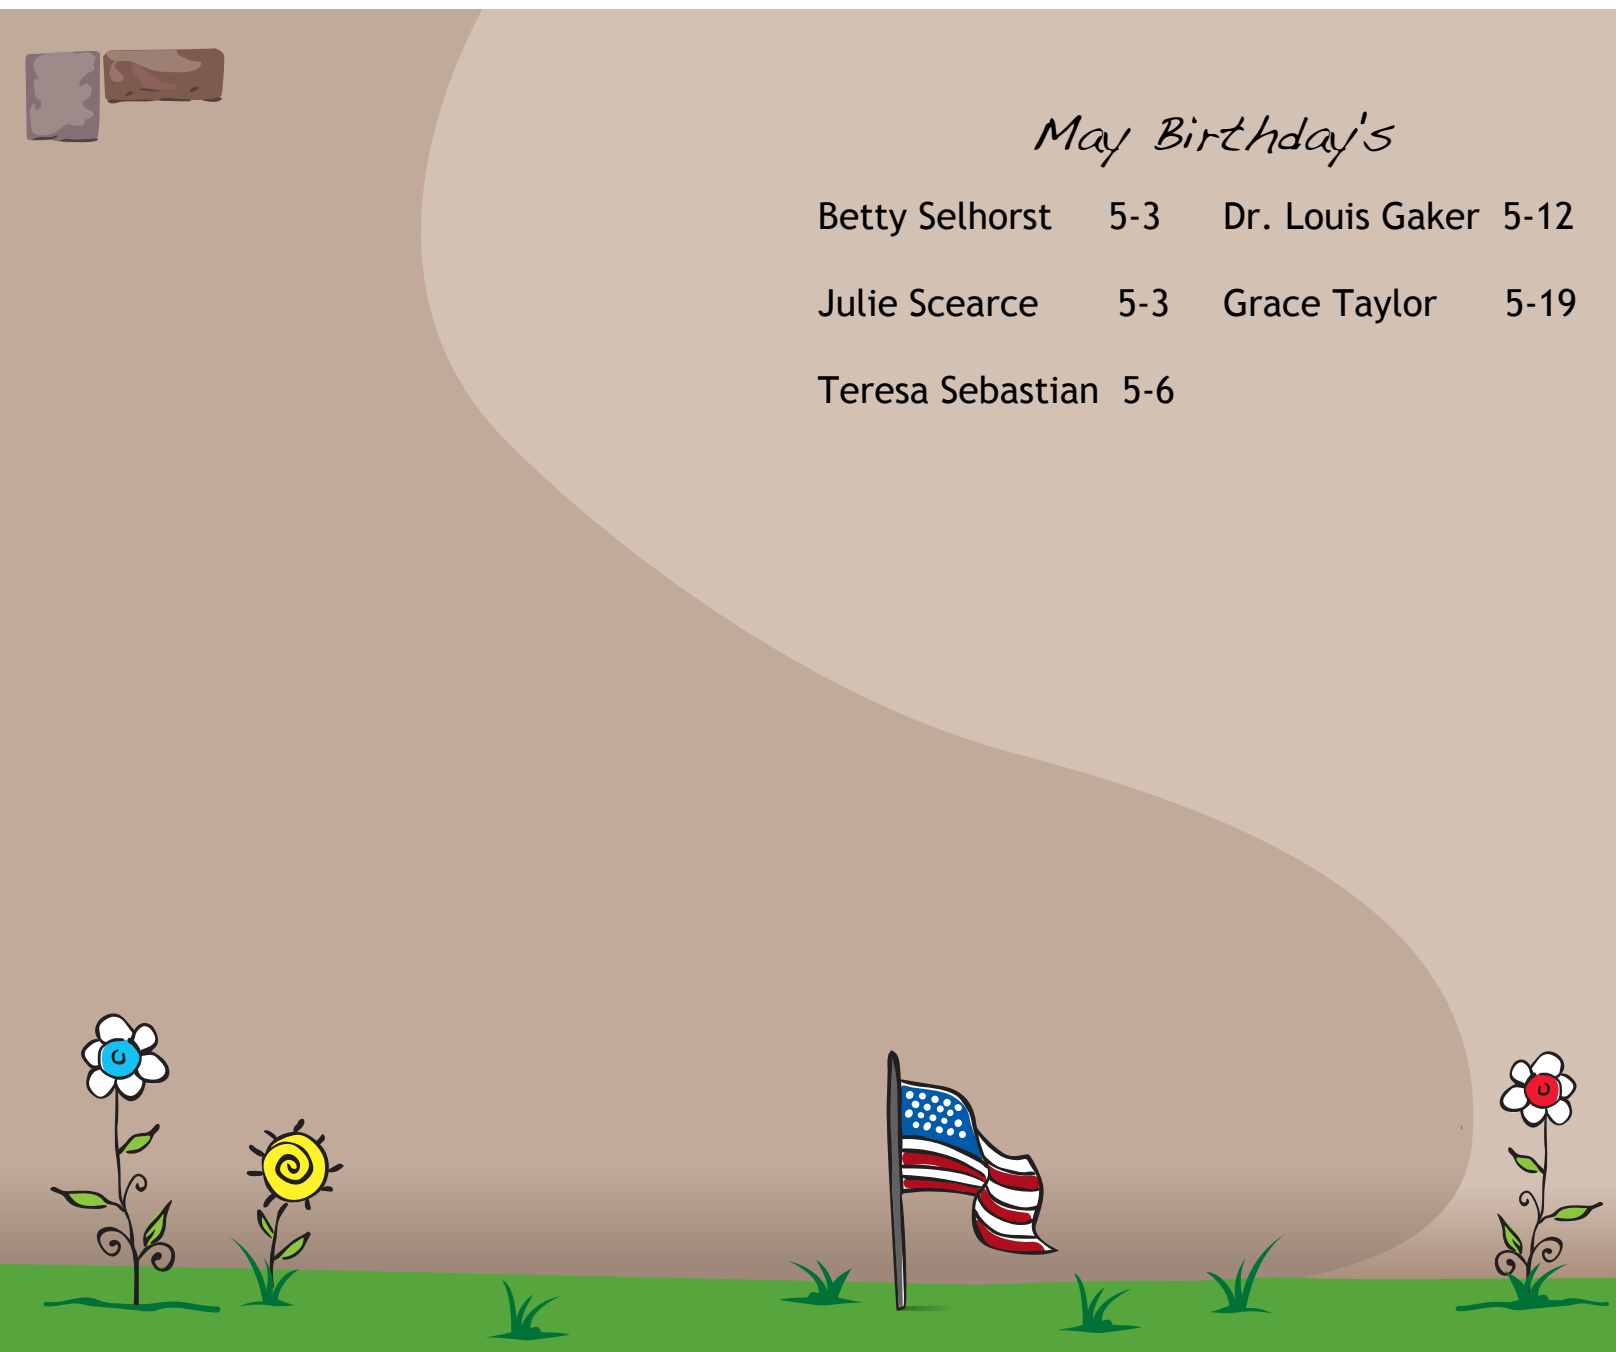 May Birthday's
Betty Selhorst 5-3 Dr. Louis Gaker 5-12
Julie Scearce 5-3 Grace Taylor 5-19
Teresa Sebastian 5-6